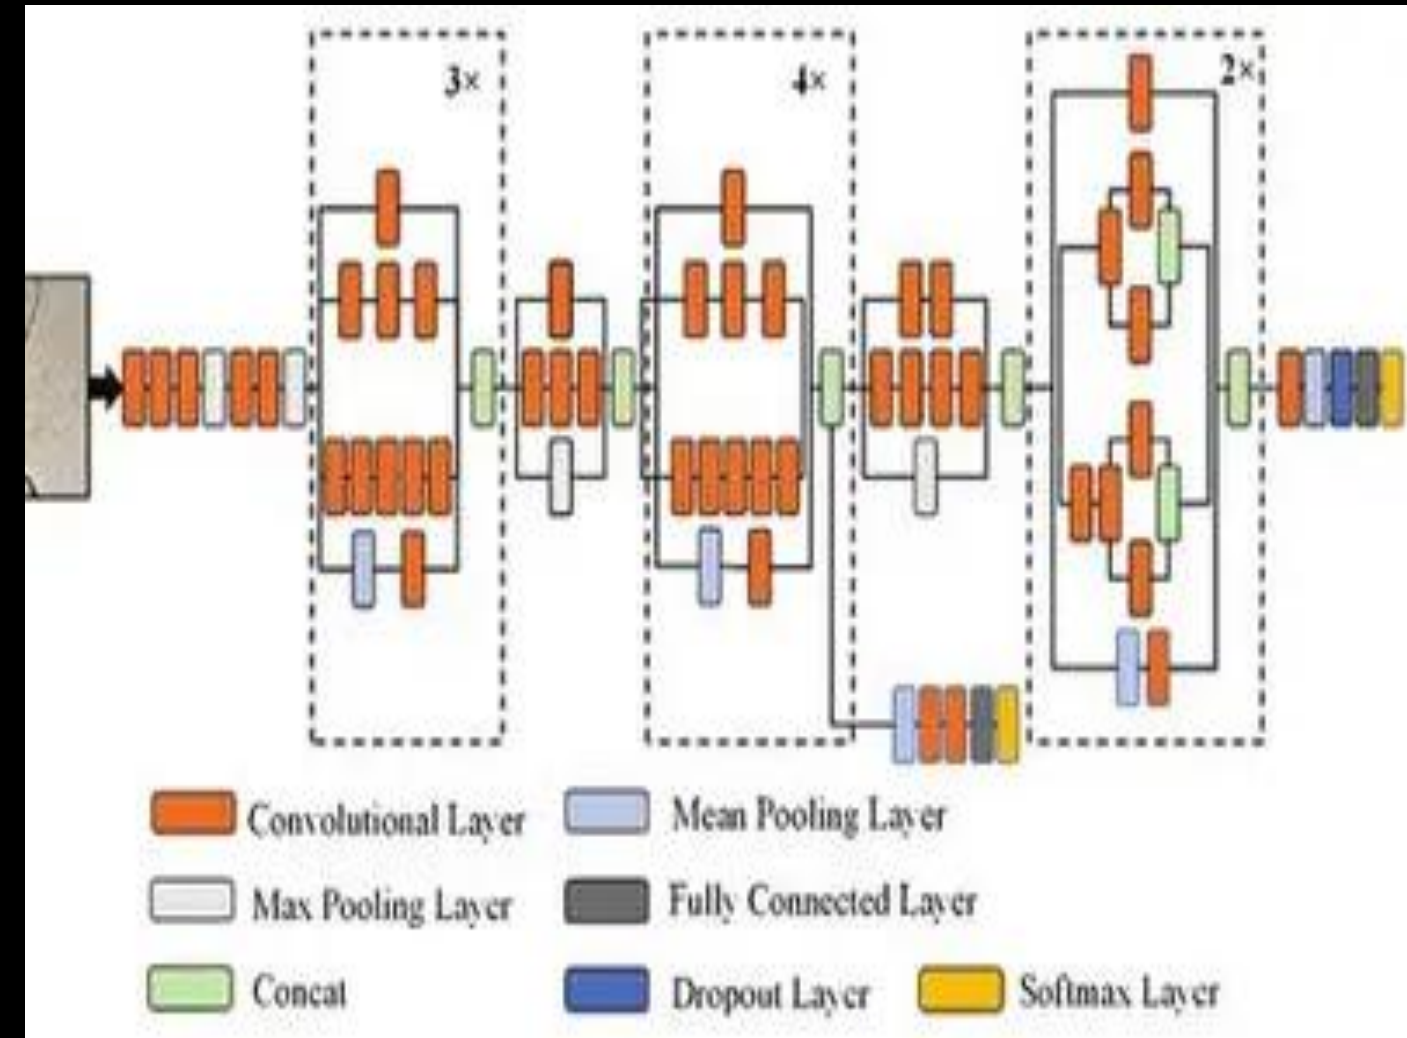 3×
4×
2×
Convolutional Layer
Mean Pooling Layer
Max Pooling Layer
Fully Connected Layer
Concat
Dropout Layer
Softmax Layer